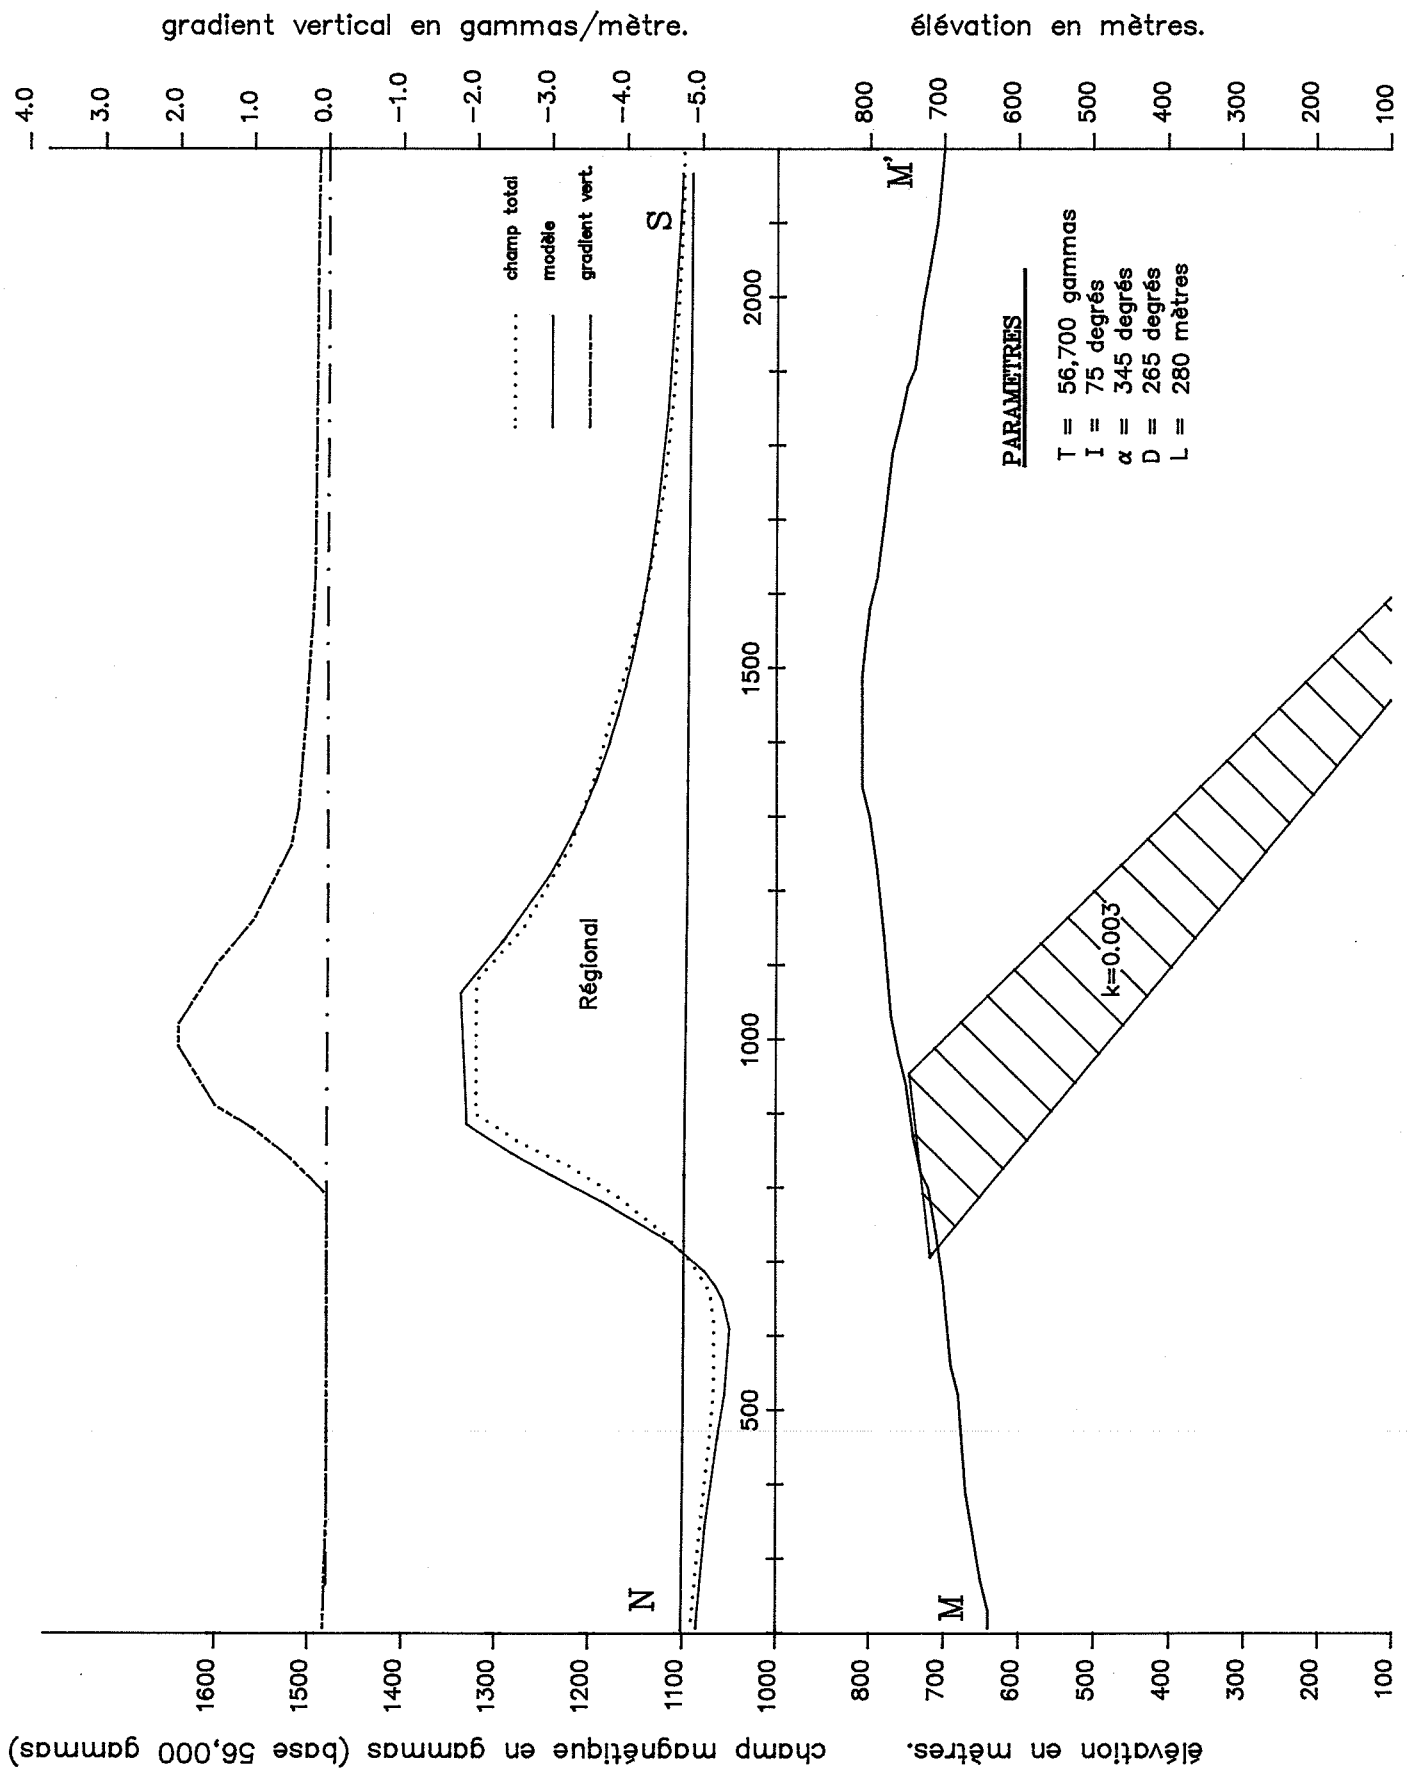 gradient vertical en gammas/mètre.
élévation en mètres.
4.0
3.0
2.0
1.0
0.0
-1.0
-2.0
-3.0
-4.0
-5.0
800
700
600
500
400
300
200
100
champ total
modèle
gradient vert.
S
M'
Régional
500
1000
1500
2000
PARAMETRES
T = 56,700 gammas
I = 75 degrés
α = 345 degrés
D = 265 degrés
L = 280 mètres
k=0.003
N
M
1600
1500
1400
1300
1200
1100
1000
800
700
600
500
400
300
200
100
champ magnétique en gammas (base 56,000 gammas)
élévation en mètres.